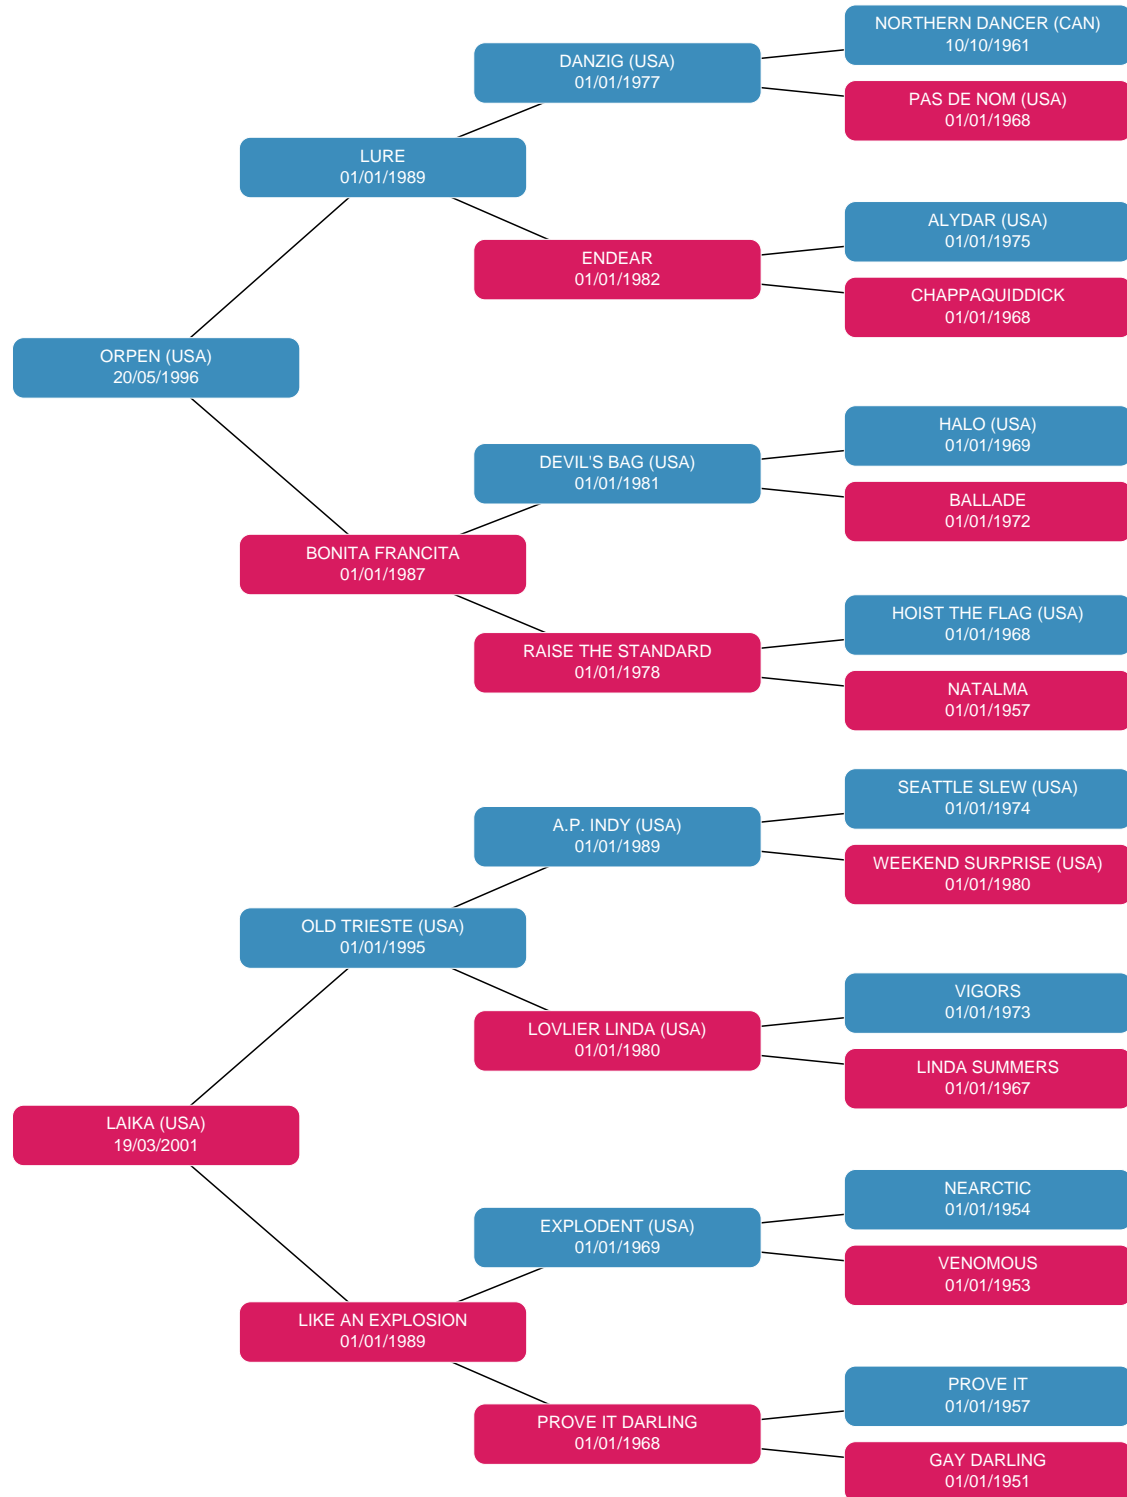 NORTHERN DANCER (CAN)
10/10/1961
DANZIG (USA)
01/01/1977
PAS DE NOM (USA)
01/01/1968
LURE
01/01/1989
ALYDAR (USA)
01/01/1975
ENDEAR
01/01/1982
CHAPPAQUIDDICK
01/01/1968
ORPEN (USA)
20/05/1996
HALO (USA)
01/01/1969
DEVIL'S BAG (USA)
01/01/1981
BALLADE
01/01/1972
BONITA FRANCITA
01/01/1987
HOIST THE FLAG (USA)
01/01/1968
RAISE THE STANDARD
01/01/1978
NATALMA
01/01/1957
SEATTLE SLEW (USA)
01/01/1974
A.P. INDY (USA)
01/01/1989
WEEKEND SURPRISE (USA)
01/01/1980
OLD TRIESTE (USA)
01/01/1995
VIGORS
01/01/1973
LOVLIER LINDA (USA)
01/01/1980
LINDA SUMMERS
01/01/1967
LAIKA (USA)
19/03/2001
NEARCTIC
01/01/1954
EXPLODENT (USA)
01/01/1969
VENOMOUS
01/01/1953
LIKE AN EXPLOSION
01/01/1989
PROVE IT
01/01/1957
PROVE IT DARLING
01/01/1968
GAY DARLING
01/01/1951